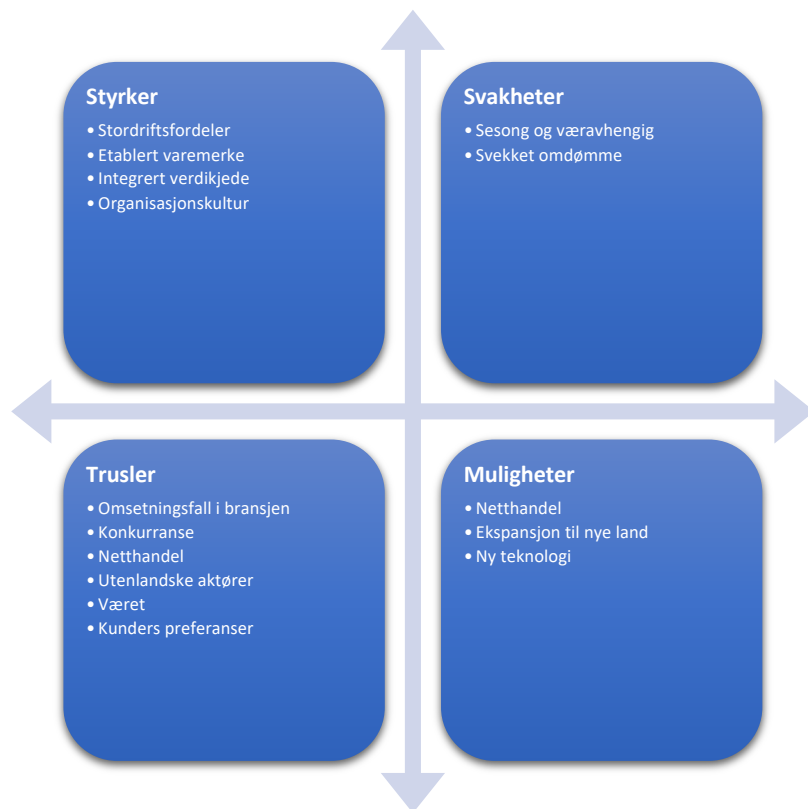 Styrker
• Stordriftsfordeler
• Etablert varemerke
• Integrert verdikjede
• Organisasjonskultur
Svakheter
• Sesong og væravhengig
• Svekket omdømme
Trusler
• Omsetningsfall i bransjen
• Konkurranse
• Netthandel
• Utenlandske aktører
• Været
• Kunders preferanser
Muligheter
• Netthandel
• Ekspansjon til nye land
• Ny teknologi